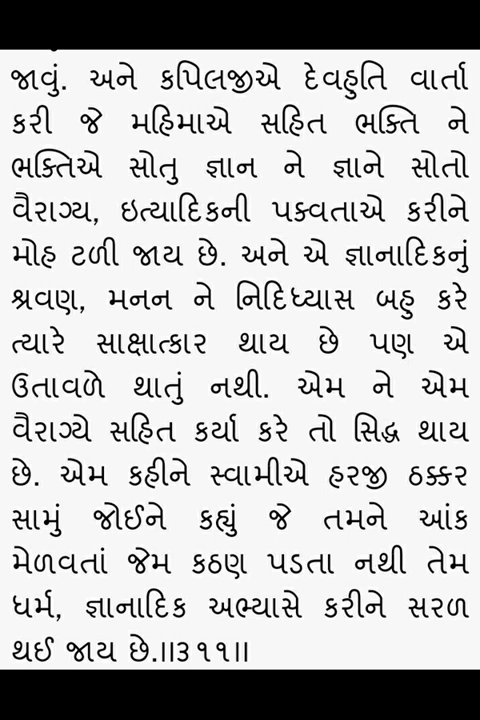 જાવું. અને કપિલજીએ દેવહુતિ વાર્તા
કરી જે મહિમાએ સહિત ભક્તિ ને
ભક્તિએ સોતુ જ્ઞાન ને જ્ઞાને સોતો
વૈરાગ્ય, ઇત્યાદિકની પક્વતાએ કરીને
મોહ ટળી જાય છે. અને એ જ્ઞાનાદિકનું
શ્રવણ, મનન ને નિદિધ્યાસ બહુ કરે
ત્યારે સાક્ષાત્કાર થાય છે પણ એ
ઉતાવળે થાતું નથી. એમ ને એમ
વૈરાગ્યે સહિત કર્યા કરે તો સિદ્ધ થાય
છે. એમ કહીને સ્વામીએ હરજી ઠક્કર
સામું જોઈને કહ્યું જે તમને આંક
મેળવતાં જેમ કઠણ પડતા નથી તેમ
ધર્મ, જ્ઞાનાદિક અભ્યાસે કરીને સરળ
થઈ જાય છે.॥૩૧૧॥